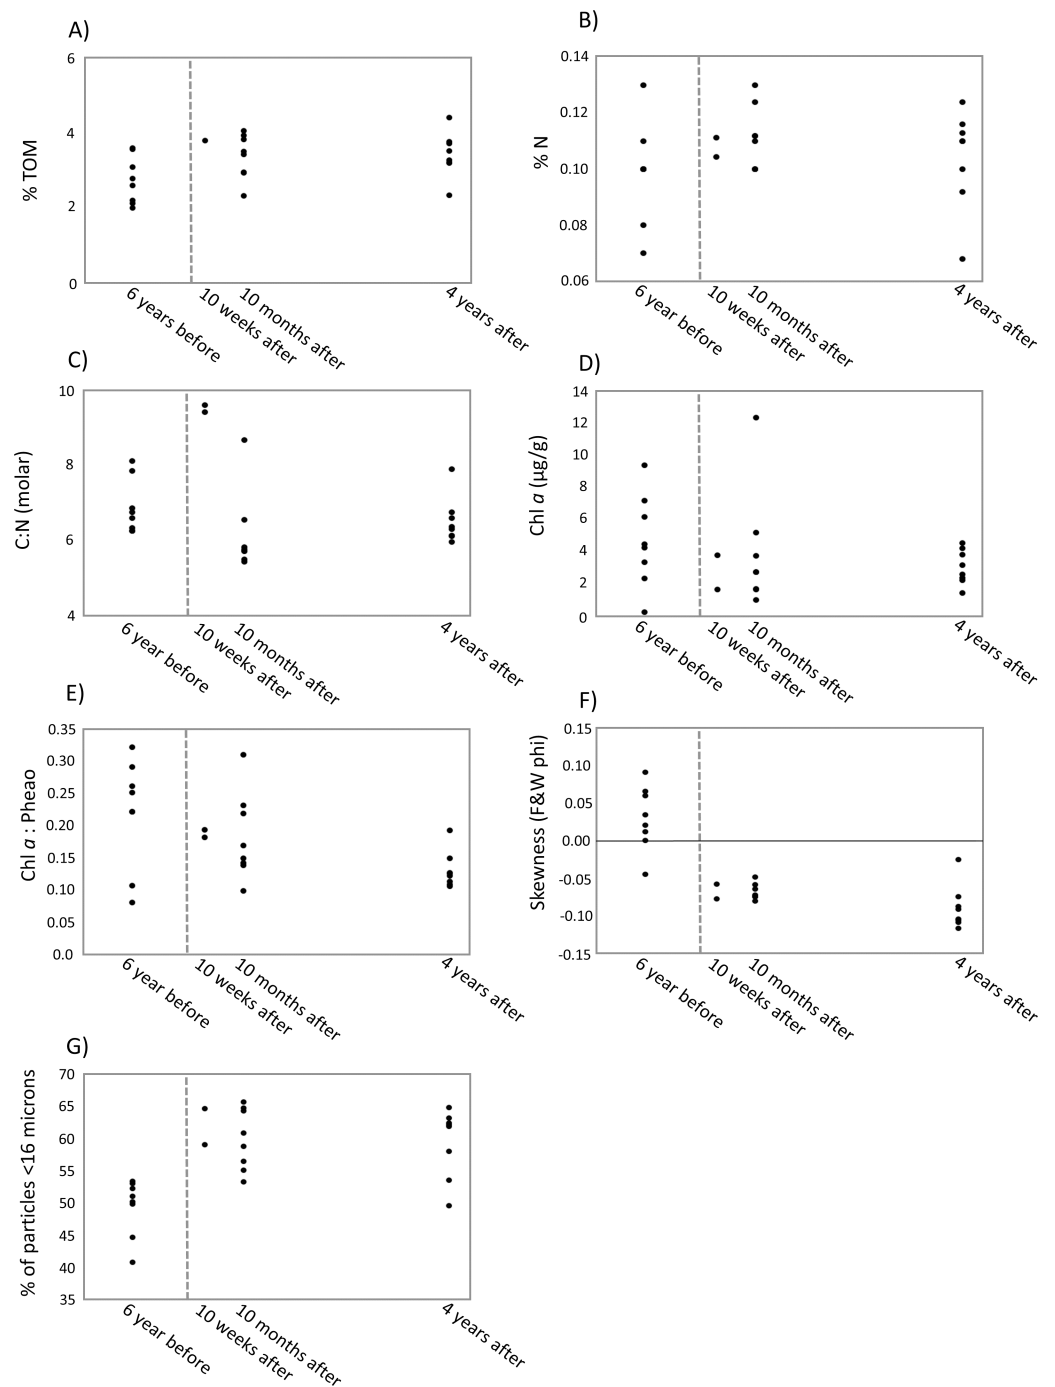 A)
% TOM
6
4
2
0
6 years before
10 weeks after
10 months after
4 years after
B)
% N
0.14
0.12
0.10
0.08
0.06
6 year before
10 weeks after
10 months after
4 years after
C)
C:N (molar)
10
8
6
4
6 year before
10 weeks after
10 months after
4 years after
D)
Chl a (µg/g)
14
12
10
8
6
4
2
0
6 year before
10 weeks after
10 months after
4 years after
E)
Chl a : Pheao
0.35
0.30
0.25
0.20
0.15
0.10
0.05
0.0
6 year before
10 weeks after
10 months after
4 years after
F)
Skewness (F&W phi)
0.15
0.10
0.05
0.00
-0.05
-0.10
-0.15
6 year before
10 weeks after
10 months after
4 years after
G)
% of particles <16 microns
70
65
60
55
50
45
40
35
6 year before
10 weeks after
10 months after
4 years after